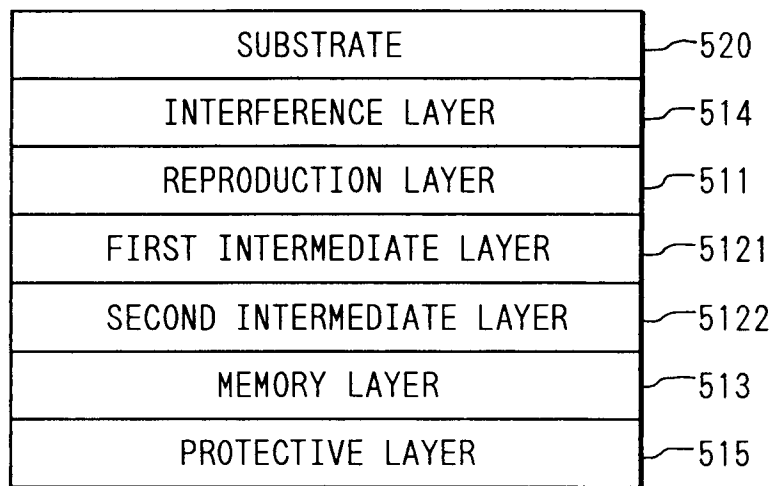 SUBSTRATE 520
INTERFERENCE LAYER 514
REPRODUCTION LAYER 511
FIRST INTERMEDIATE LAYER 5121
SECOND INTERMEDIATE LAYER 5122
MEMORY LAYER 513
PROTECTIVE LAYER 515